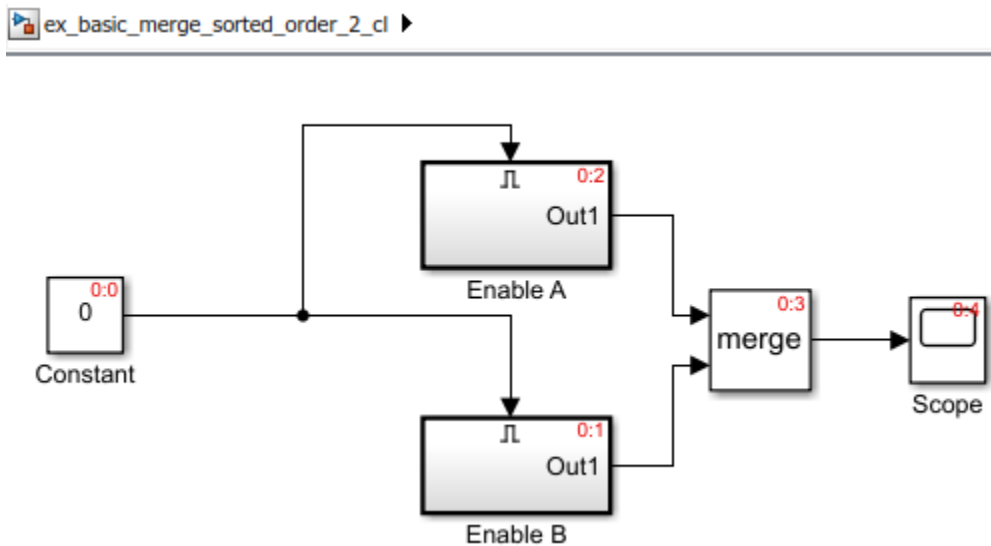 ex_basic_merge_sorted_order_2_cl
0:2
Out1
Enable A
0:0
0
Constant
0:3
merge
0:4
Scope
0:1
Out1
Enable B